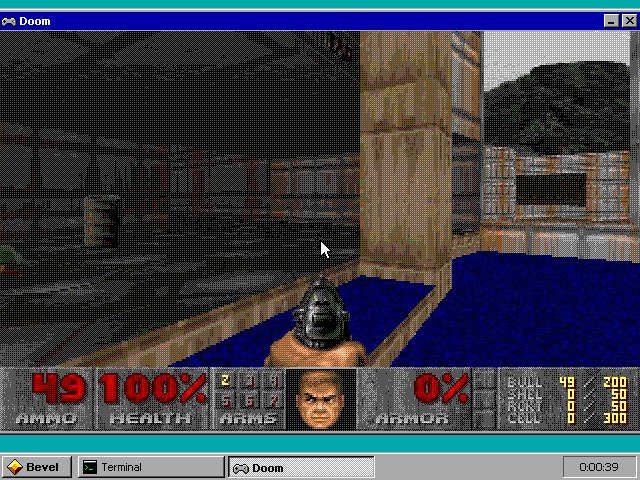 Doom
49 100% 2 3 4 0% BULL 49 / 200
5 6 7 SHEL 0 / 50
RCKT 0 / 50
AMMO HEALTH ARMS ARMOR CELL 0 / 300
Bevel Terminal Doom 0:00:39